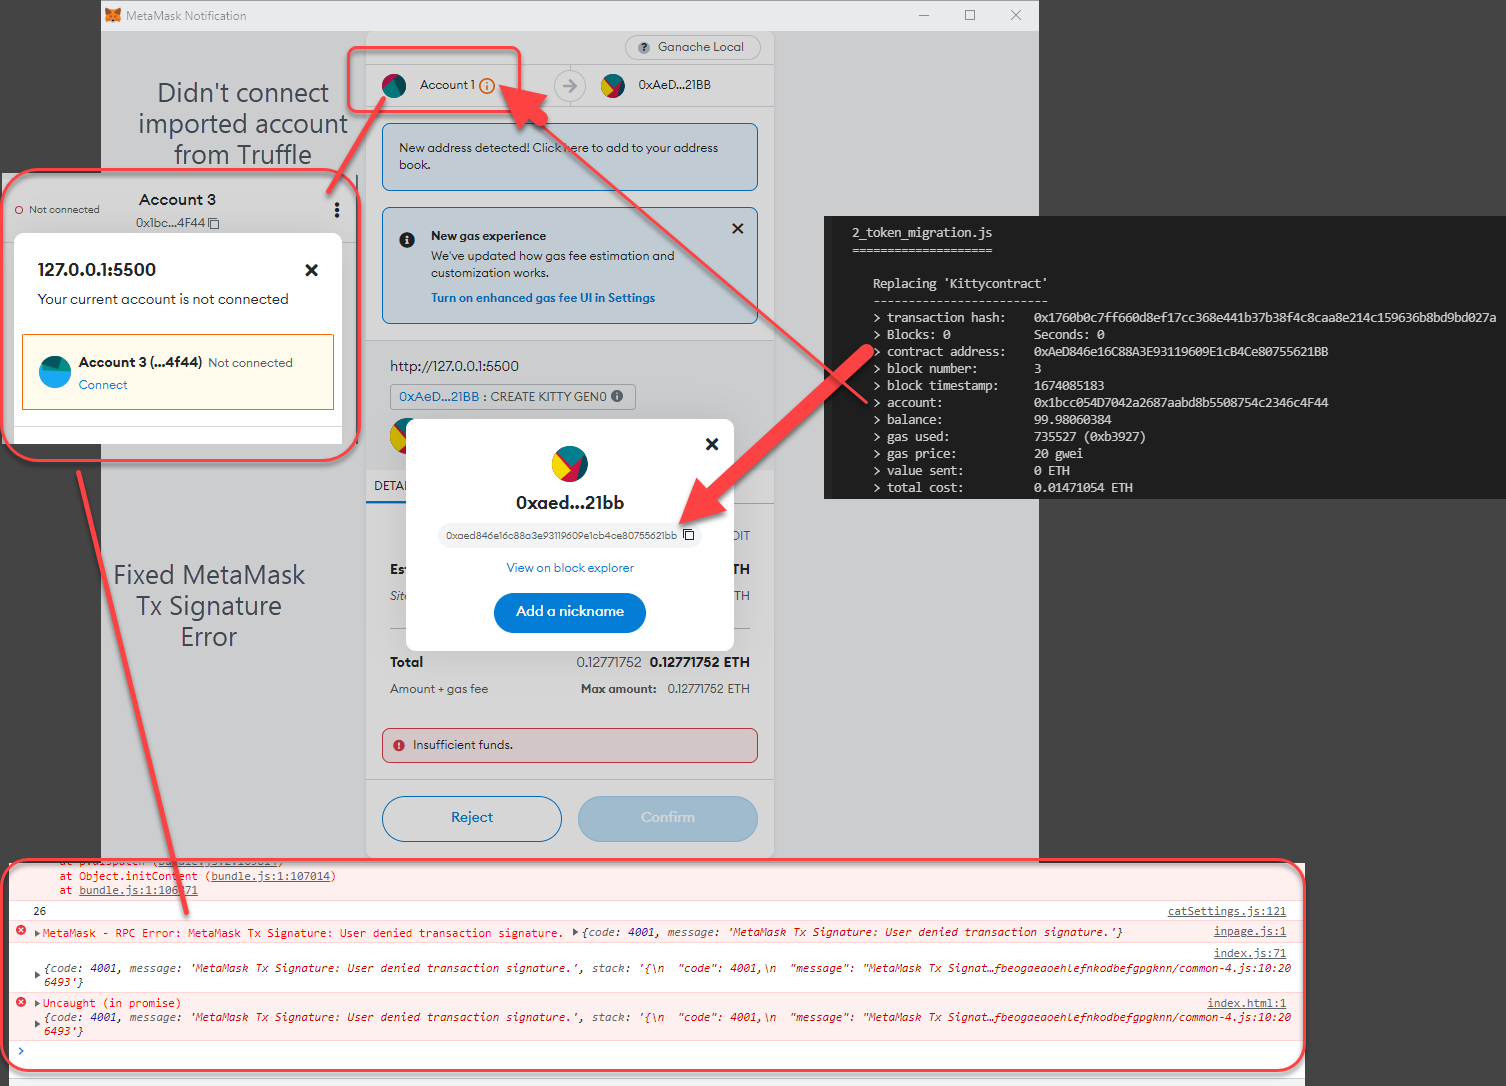 MetaMask Notification
Ganache Local
Account 1
0xAeD...21BB
Didn't connect
imported account
from Truffle
New address detected! Click here to add to your address
book.
Account 3
Not connected
0x1bc...4F44
127.0.0.1:5500
Your current account is not connected
Account 3 (...4f44) Not connected
Connect
New gas experience
We've updated how gas fee estimation and
customization works.
Turn on enhanced gas fee UI in Settings
2_token_migration.js
====================
Replacing 'Kittycontract'
-------------------------
> transaction hash: 0x1760b0c7ff660d8ef17cc368e441b37b38f4c8caa8e214c159636b8bd9bd027a
> Blocks: 0 Seconds: 0
> contract address: 0xAeD846e16C88A3E93119609E1cB4Ce80755621BB
> block number: 3
> block timestamp: 1674085183
> account: 0x1bcc054D7042a2687aabd8b5508754c2346c4F44
> balance: 99.98060384
> gas used: 735527 (0xb3927)
> gas price: 20 gwei
> value sent: 0 ETH
> total cost: 0.01471054 ETH
http://127.0.0.1:5500
0xAeD...21BB : CREATE KITTY GEN0
DETA
0xaed...21bb
0xaed846e16c88a3e93119609e1cb4ce80755621bb
View on block explorer
Add a nickname
DIT
Es
TH
Site
TH
Fixed MetaMask
Tx Signature
Error
Total 0.12771752 0.12771752 ETH
Amount + gas fee Max amount: 0.12771752 ETH
Insufficient funds.
Reject
Confirm
at Object.initContent (bundle.js:1:107014)
26 catSettings.js:121
MetaMask - RPC Error: MetaMask Tx Signature: User denied transaction signature. {code: 4001, message: 'MetaMask Tx Signature: User denied transaction signature.'} inpage.js:1
index.js:71
{code: 4001, message: 'MetaMask Tx Signature: User denied transaction signature.', stack: '{\n "code": 4001,\n "message": "MetaMask Tx Signat…fbeogaeaoehlefnkodbefgpgknn/common-4.js:10:20
6493'}
Uncaught (in promise) index.html:1
{code: 4001, message: 'MetaMask Tx Signature: User denied transaction signature.', stack: '{\n "code": 4001,\n "message": "MetaMask Tx Signat…fbeogaeaoehlefnkodbefgpgknn/common-4.js:10:20
6493'}